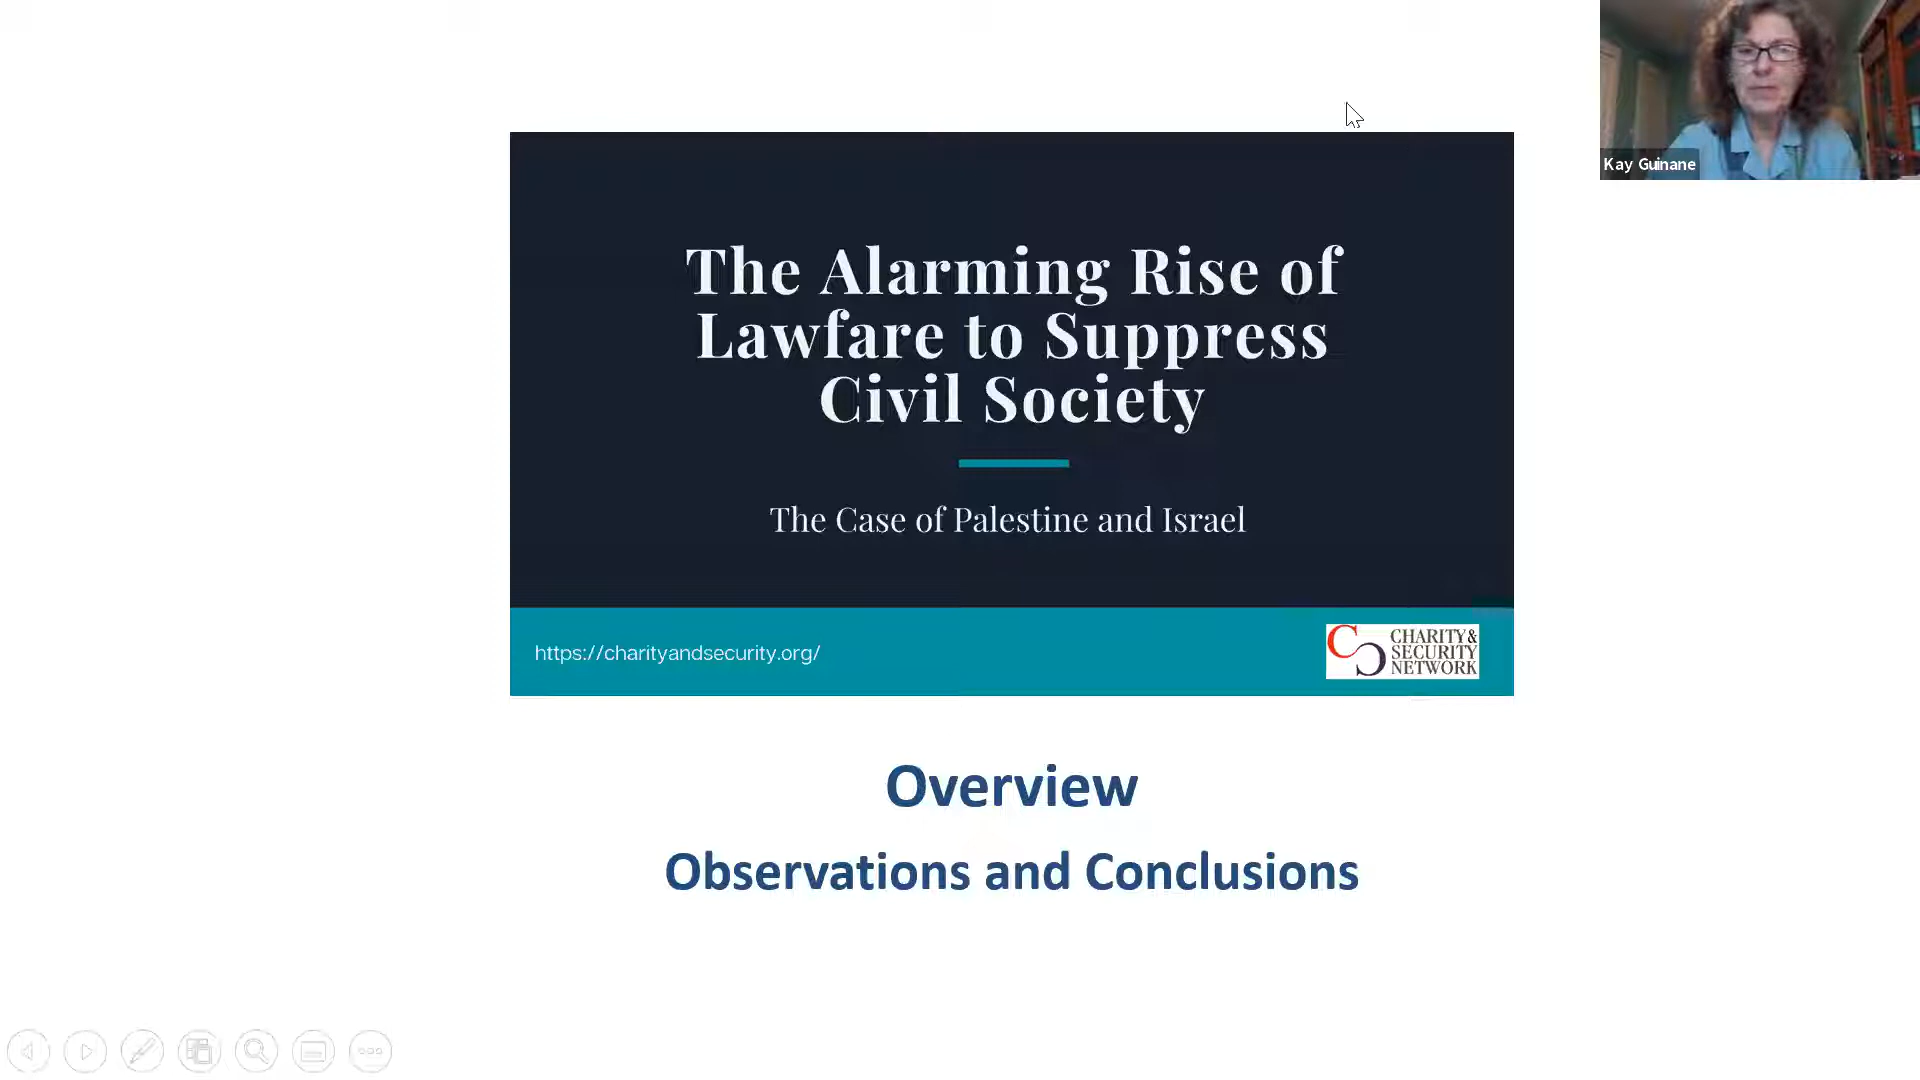 Kay Guinane
The Alarming Rise of
Lawfare to Suppress
Civil Society
The Case of Palestine and Israel
https://charityandsecurity.org/
CHARITY&
SECURITY
NETWORK
Overview
Observations and Conclusions